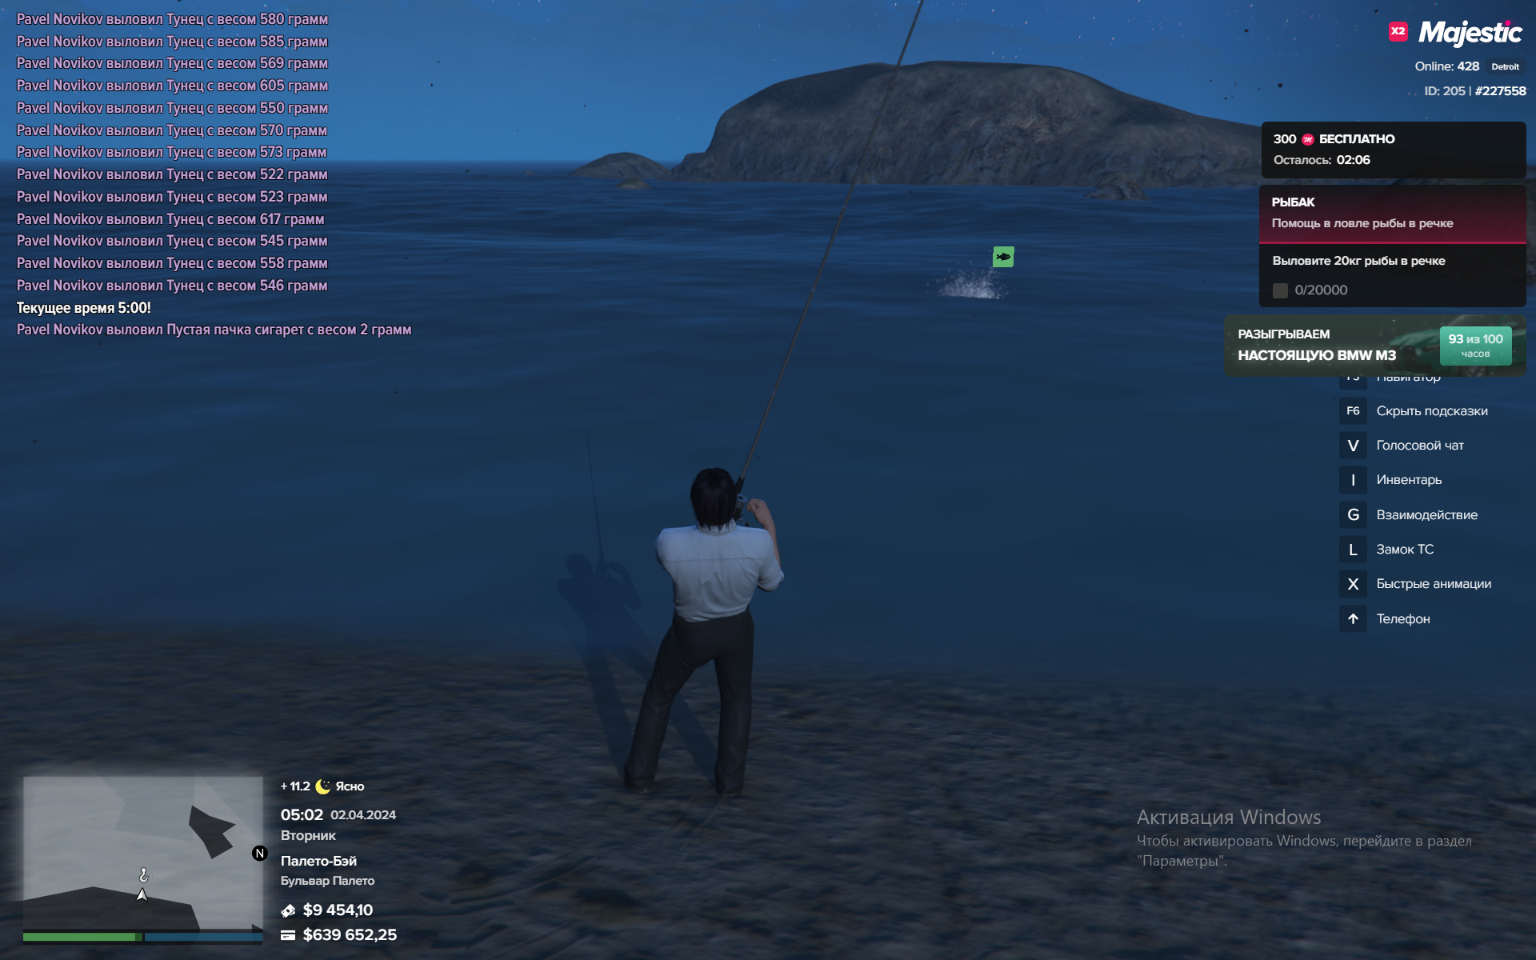 Pavel Novikov выловил Тунец с весом 580 грамм
Pavel Novikov выловил Тунец с весом 585 грамм
Pavel Novikov выловил Тунец с весом 569 грамм
Pavel Novikov выловил Тунец с весом 605 грамм
Pavel Novikov выловил Тунец с весом 550 грамм
Pavel Novikov выловил Тунец с весом 570 грамм
Pavel Novikov выловил Тунец с весом 573 грамм
Pavel Novikov выловил Тунец с весом 522 грамм
Pavel Novikov выловил Тунец с весом 523 грамм
Pavel Novikov выловил Тунец с весом 617 грамм
Pavel Novikov выловил Тунец с весом 545 грамм
Pavel Novikov выловил Тунец с весом 558 грамм
Pavel Novikov выловил Тунец с весом 546 грамм
Текущее время 5:00!
Pavel Novikov выловил Пустая пачка сигарет с весом 2 грамм
X2 Majestic
Online: 428 Detroit
ID: 205 | #227558
300 БЕСПЛАТНО
Осталось: 02:06
РЫБАК
Помощь в ловле рыбы в речке
Выловите 20кг рыбы в речке
0/20000
РАЗЫГРЫВАЕМ
НАСТОЯЩУЮ BMW M3
93 из 100
часов
Навигатор
F6 Скрыть подсказки
V Голосовой чат
I Инвентарь
G Взаимодействие
L Замок ТС
X Быстрые анимации
Телефон
N
+ 11.2 Ясно
05:02 02.04.2024
Вторник
Палето-Бэй
Бульвар Палето
$9 454,10
$639 652,25
Активация Windows
Чтобы активировать Windows, перейдите в раздел
"Параметры".